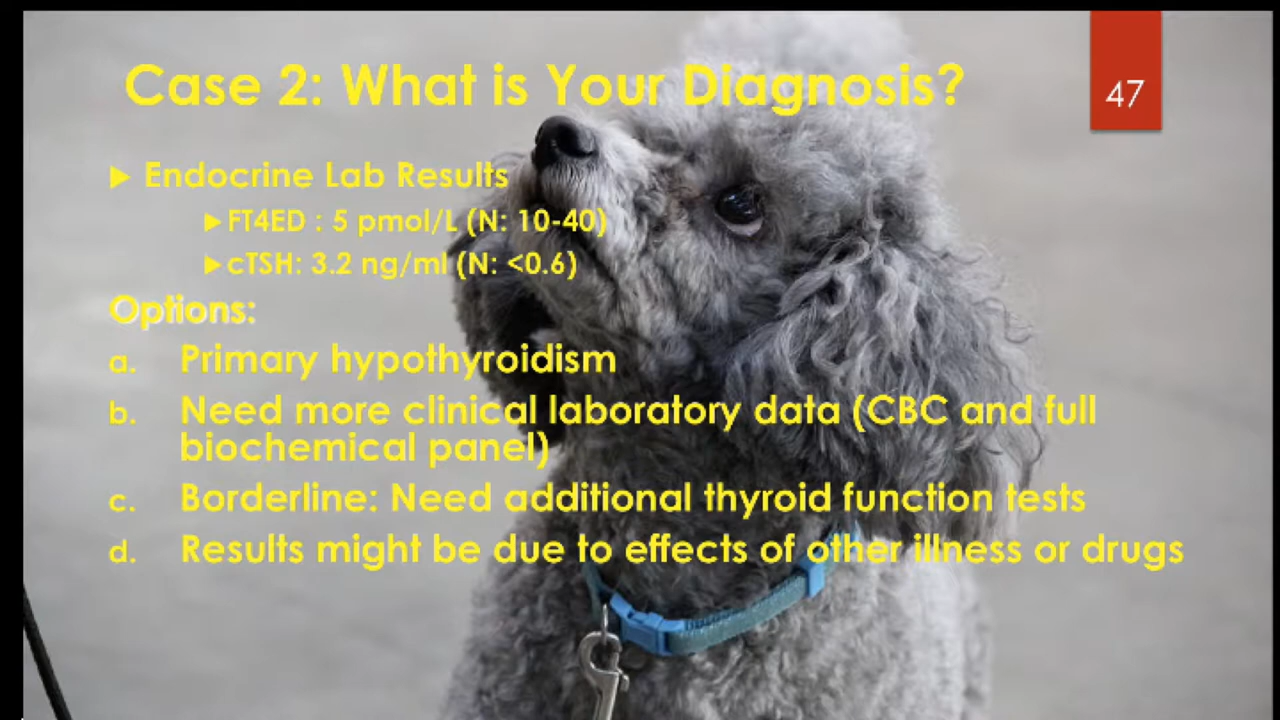 Case 2: What is Your Diagnosis?
47
▶ Endocrine Lab Results
▶ FT4ED : 5 pmol/L (N: 10-40)
▶ cTSH: 3.2 ng/ml (N: <0.6)
Options:
a. Primary hypothyroidism
b. Need more clinical laboratory data (CBC and full
biochemical panel)
c. Borderline: Need additional thyroid function tests
d. Results might be due to effects of other illness or drugs